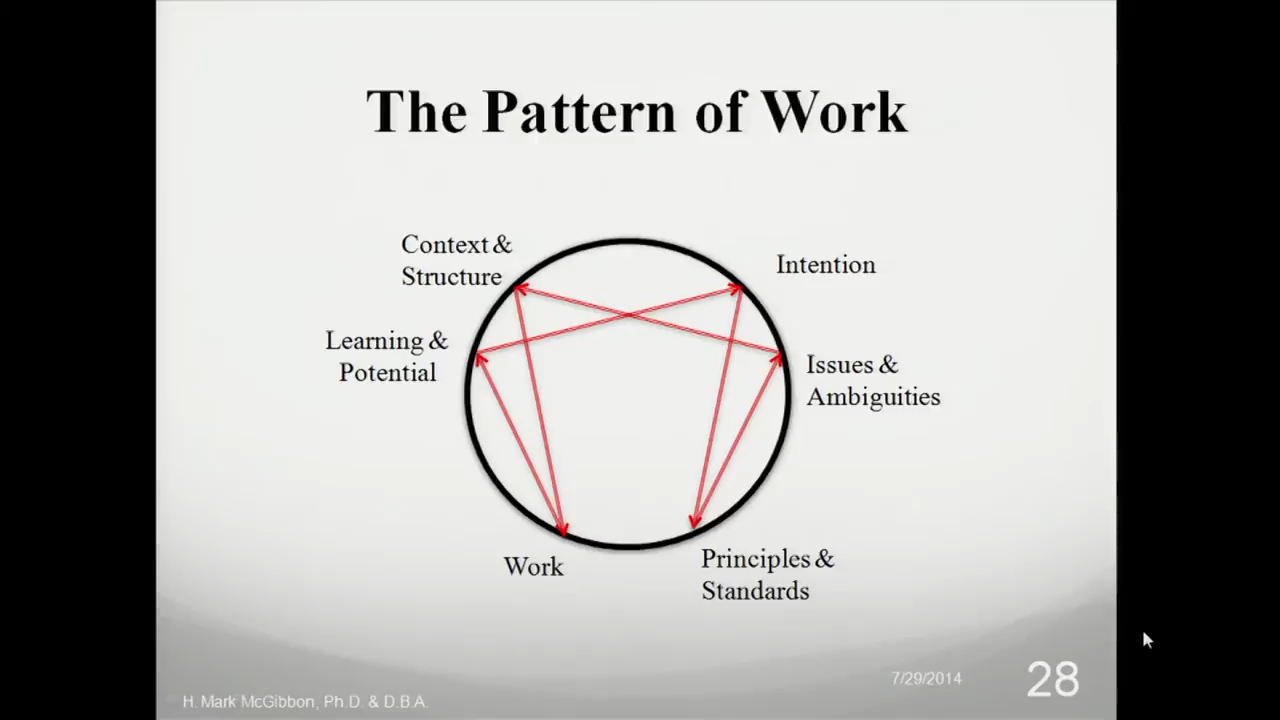 The Pattern of Work
Context &
Structure
Intention
Learning &
Potential
Issues &
Ambiguities
Work
Principles &
Standards
7/29/2014
28
H. Mark McGibbon, Ph.D. & D.B.A.